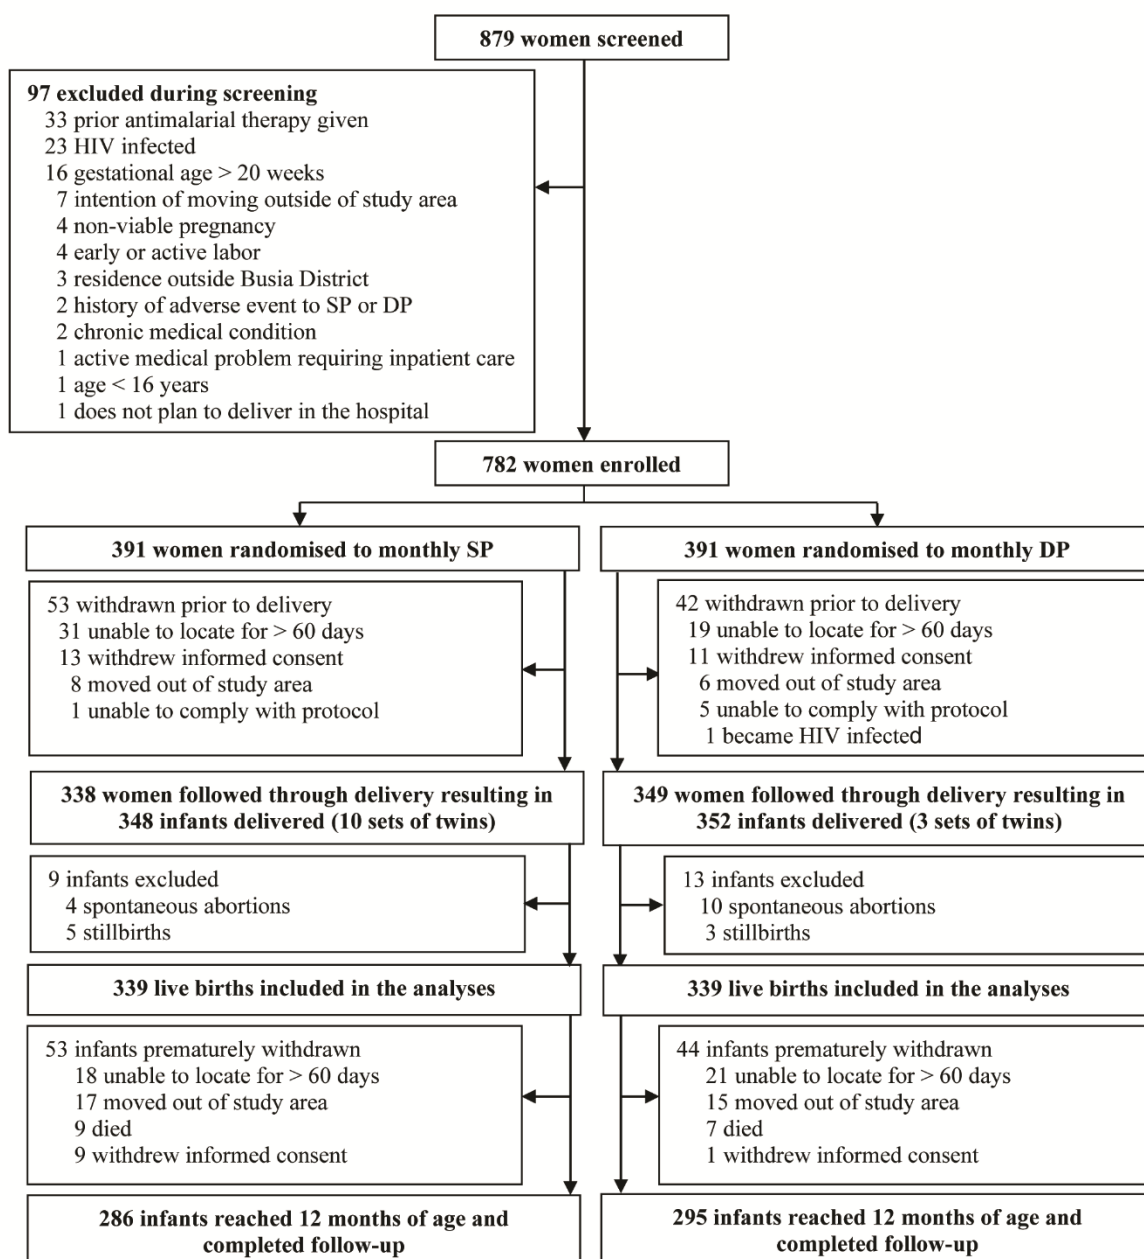 879 women screened
97 excluded during screening
33 prior antimalarial therapy given
23 HIV infected
16 gestational age > 20 weeks
7 intention of moving outside of study area
4 non-viable pregnancy
4 early or active labor
3 residence outside Busia District
2 history of adverse event to SP or DP
2 chronic medical condition
1 active medical problem requiring inpatient care
1 age < 16 years
1 does not plan to deliver in the hospital
782 women enrolled
391 women randomised to monthly SP
53 withdrawn prior to delivery
31 unable to locate for > 60 days
13 withdrew informed consent
8 moved out of study area
1 unable to comply with protocol
338 women followed through delivery resulting in
348 infants delivered (10 sets of twins)
9 infants excluded
4 spontaneous abortions
5 stillbirths
339 live births included in the analyses
53 infants prematurely withdrawn
18 unable to locate for > 60 days
17 moved out of study area
9 died
9 withdrew informed consent
286 infants reached 12 months of age and
completed follow-up
391 women randomised to monthly DP
42 withdrawn prior to delivery
19 unable to locate for > 60 days
11 withdrew informed consent
6 moved out of study area
5 unable to comply with protocol
1 became HIV infected
349 women followed through delivery resulting in
352 infants delivered (3 sets of twins)
13 infants excluded
10 spontaneous abortions
3 stillbirths
339 live births included in the analyses
44 infants prematurely withdrawn
21 unable to locate for > 60 days
15 moved out of study area
7 died
1 withdrew informed consent
295 infants reached 12 months of age and
completed follow-up